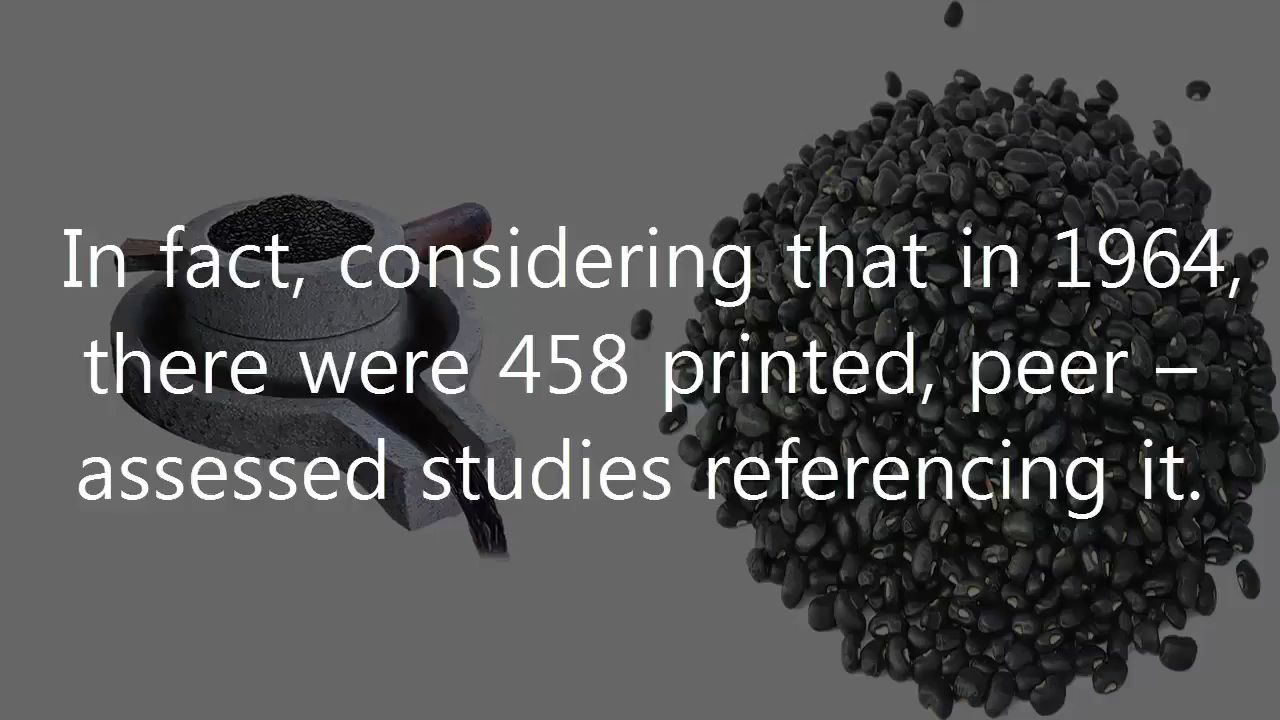 In fact, considering that in 1964,
there were 458 printed, peer –
assessed studies referencing it.